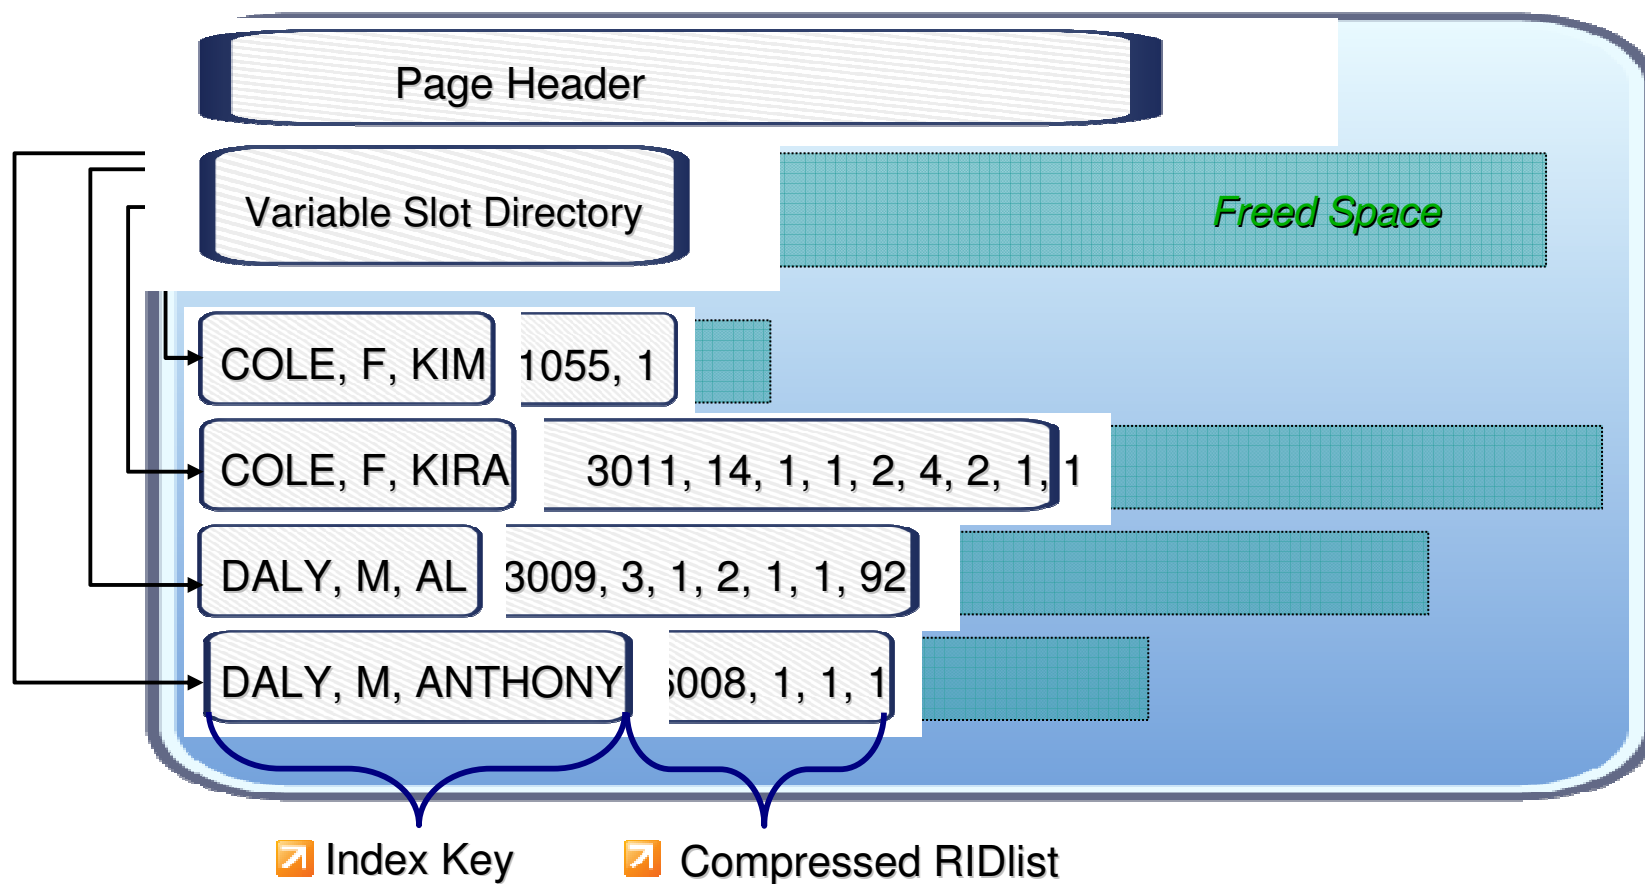 Page Header
Variable Slot Directory
Freed Space
COLE, F, KIM 1055, 1
COLE, F, KIRA 3011, 14, 1, 1, 2, 4, 2, 1, 1
DALY, M, AL 3009, 3, 1, 2, 1, 1, 92
DALY, M, ANTHONY 6008, 1, 1, 1
Index Key
Compressed RIDlist